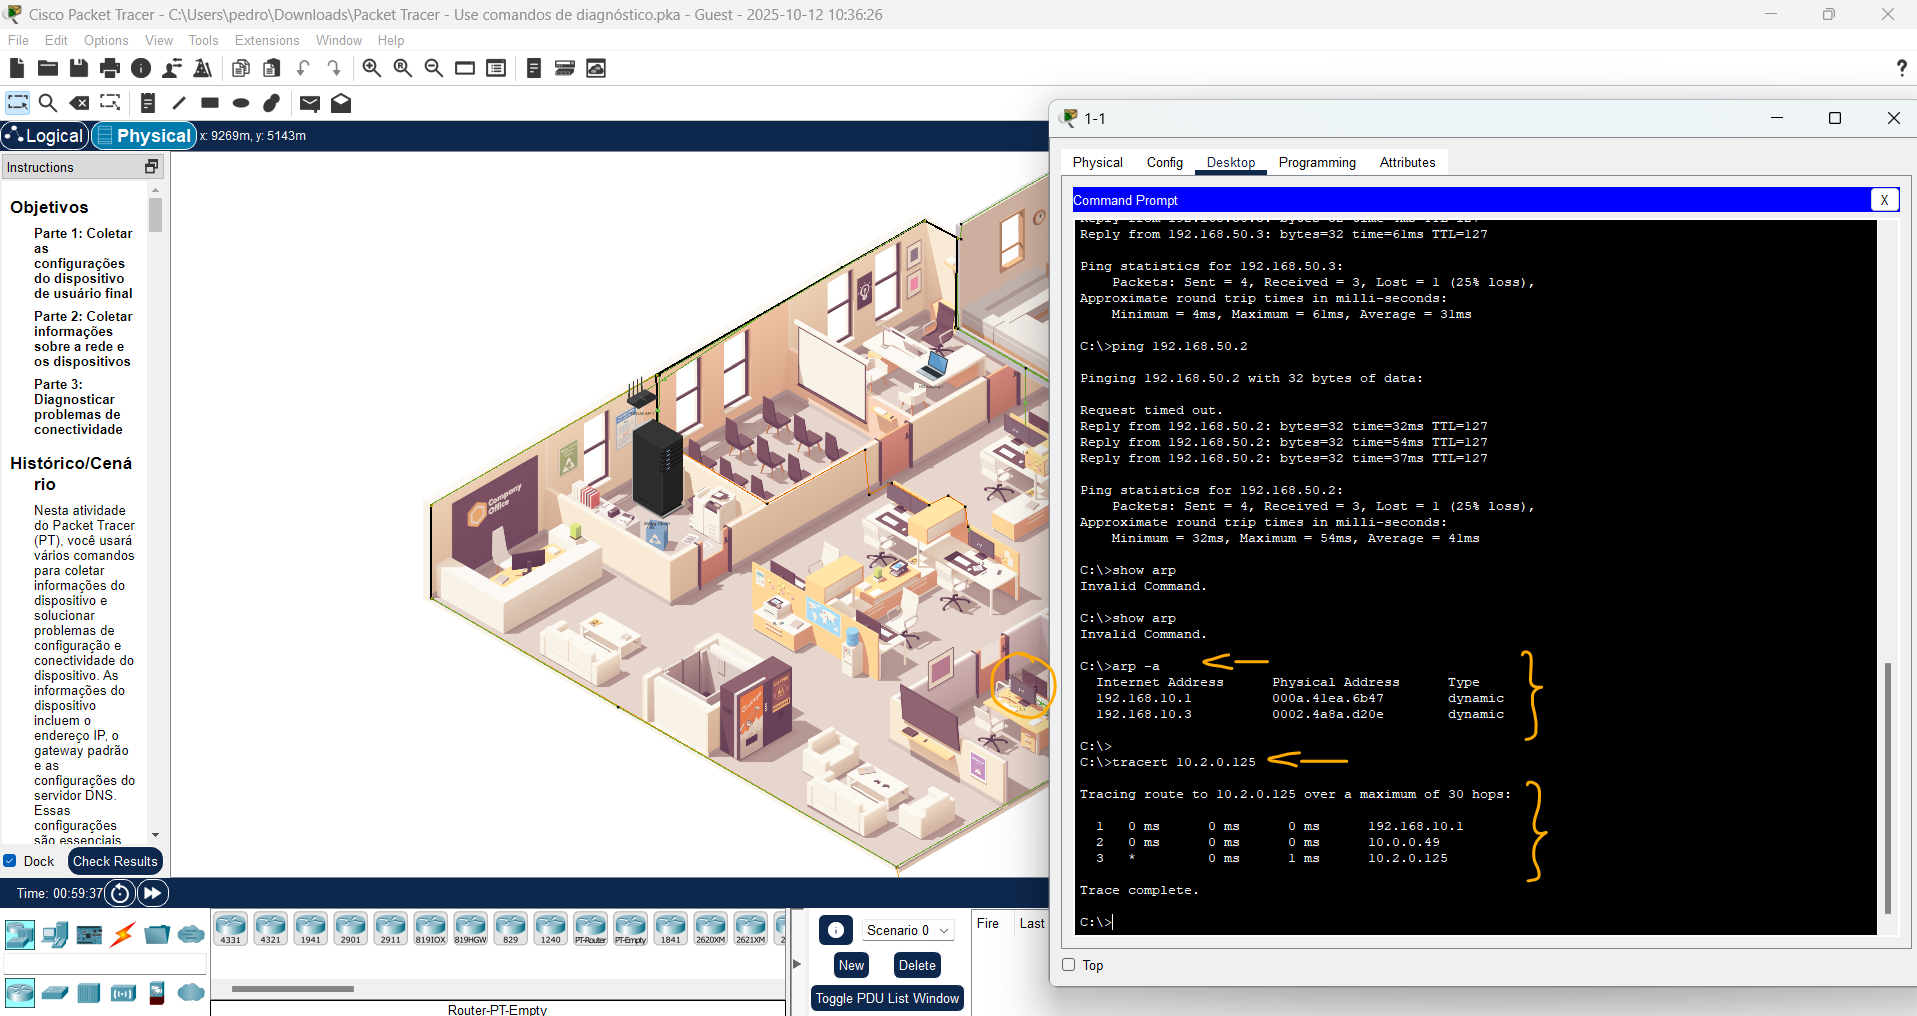 Cisco Packet Tracer - C:\Users\pedro\Downloads\Packet Tracer - Use comandos de diagnóstico.pka - Guest - 2025-10-12 10:36:26
File Edit Options View Tools Extensions Window Help
Logical Physical x: 9269m, y: 5143m
Instructions
Objetivos
Parte 1: Coletar
as
configurações
do dispositivo
de usuário final
Parte 2: Coletar
informações
sobre a rede e
os dispositivos
Parte 3:
Diagnosticar
problemas de
conectividade
Histórico/Cená
rio
Nesta atividade
do Packet Tracer
(PT), você usará
vários comandos
para coletar
informações do
dispositivo e
solucionar
problemas de
configuração e
conectividade do
dispositivo. As
informações do
dispositivo
incluem o
endereço IP, o
gateway padrão
e as
configurações do
servidor DNS.
Essas
configurações
são essenciais
Dock Check Results
Time: 00:59:37
Company
Office
4331 4321 1941 2901 2911 819IOX 819HGW 829 1240 PT-Router PT-Empty 1841 2620XM 2621XM 2
Router-PT-Empty
Scenario 0
New Delete
Toggle PDU List Window
Fire Last
1-1
Physical Config Desktop Programming Attributes
Command Prompt X
Reply from 192.168.50.3: bytes=32 time=61ms TTL=127
Ping statistics for 192.168.50.3:
Packets: Sent = 4, Received = 3, Lost = 1 (25% loss),
Approximate round trip times in milli-seconds:
Minimum = 4ms, Maximum = 61ms, Average = 31ms
C:\>ping 192.168.50.2
Pinging 192.168.50.2 with 32 bytes of data:
Request timed out.
Reply from 192.168.50.2: bytes=32 time=32ms TTL=127
Reply from 192.168.50.2: bytes=32 time=54ms TTL=127
Reply from 192.168.50.2: bytes=32 time=37ms TTL=127
Ping statistics for 192.168.50.2:
Packets: Sent = 4, Received = 3, Lost = 1 (25% loss),
Approximate round trip times in milli-seconds:
Minimum = 32ms, Maximum = 54ms, Average = 41ms
C:\>show arp
Invalid Command.
C:\>show arp
Invalid Command.
C:\>arp -a
Internet Address Physical Address Type
192.168.10.1 000a.41ea.6b47 dynamic
192.168.10.3 0002.4a8a.d20e dynamic
C:\>
C:\>tracert 10.2.0.125
Tracing route to 10.2.0.125 over a maximum of 30 hops:
1 0 ms 0 ms 0 ms 192.168.10.1
2 0 ms 0 ms 0 ms 10.0.0.49
3 * 0 ms 1 ms 10.2.0.125
Trace complete.
C:\>
Top